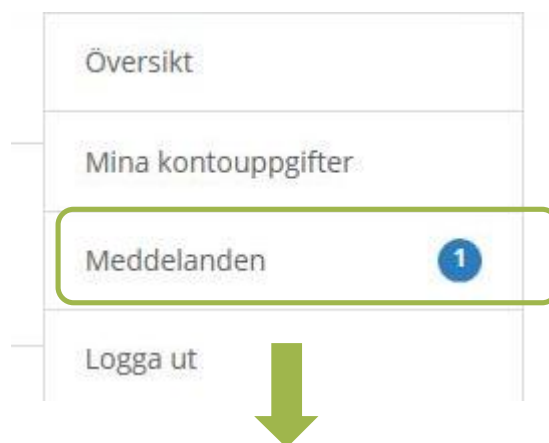 Översikt
Mina kontouppgifter
Meddelanden 1
Logga ut